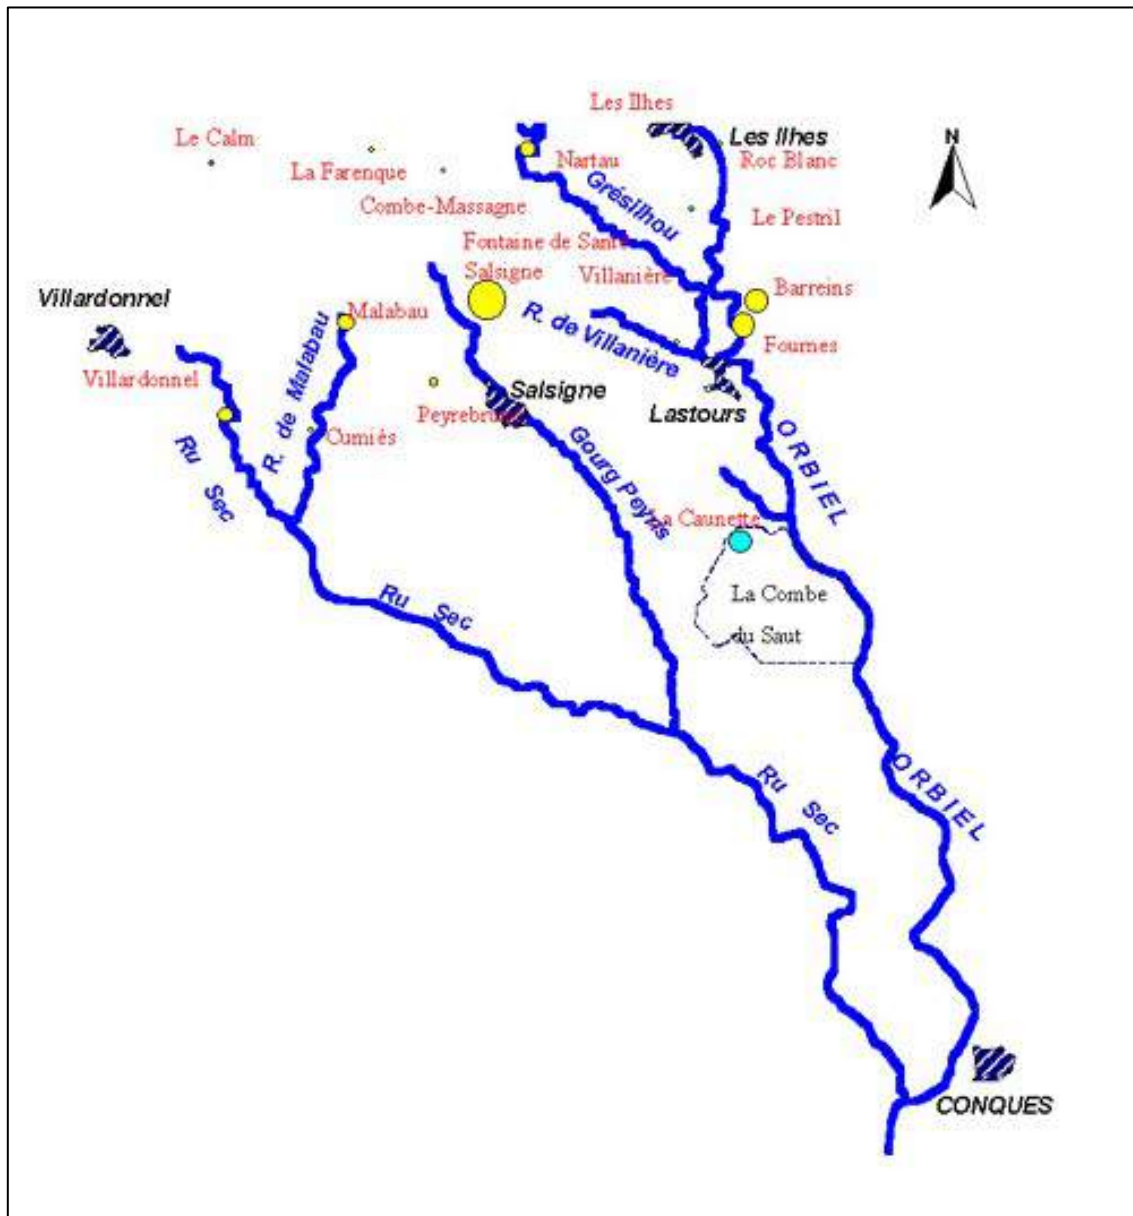 Les Ilhes
Les Ilhes
N
Le Calm
Nartau
Roc Blanc
La Farenque
Grésilhou
Combe-Massagne
Le Pestril
Fontaine de Santé
Salsigne
Villanière
Barreins
Villardonnel
Malabau
R. de Villanière
Fournes
R. de Malabau
Villardonnel
Salsigne
Peyrebrune
Lastours
Cumiés
Ru Sec
Gourg Peyris
ORBIEL
La Caunette
La Combe
du Saut
Ru Sec
ORBIEL
Ru Sec
CONQUES